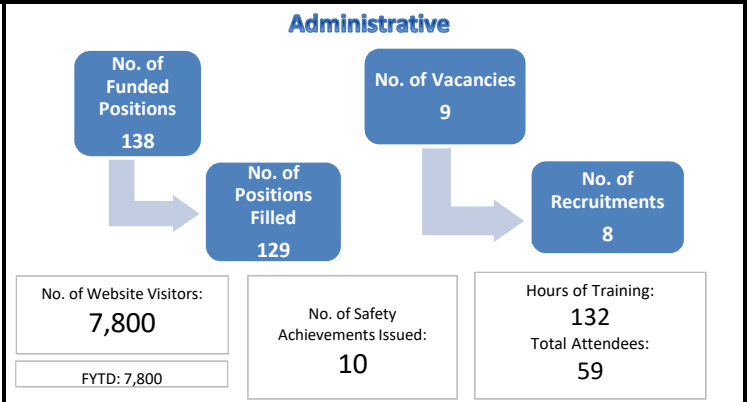 Administrative
No. of
Funded
Positions
138
No. of
Positions
Filled
129
No. of Vacancies
9
No. of
Recruitments
8
No. of Website Visitors:
7,800
FYTD: 7,800
No. of Safety
Achievements Issued:
10
Hours of Training:
132
Total Attendees:
59